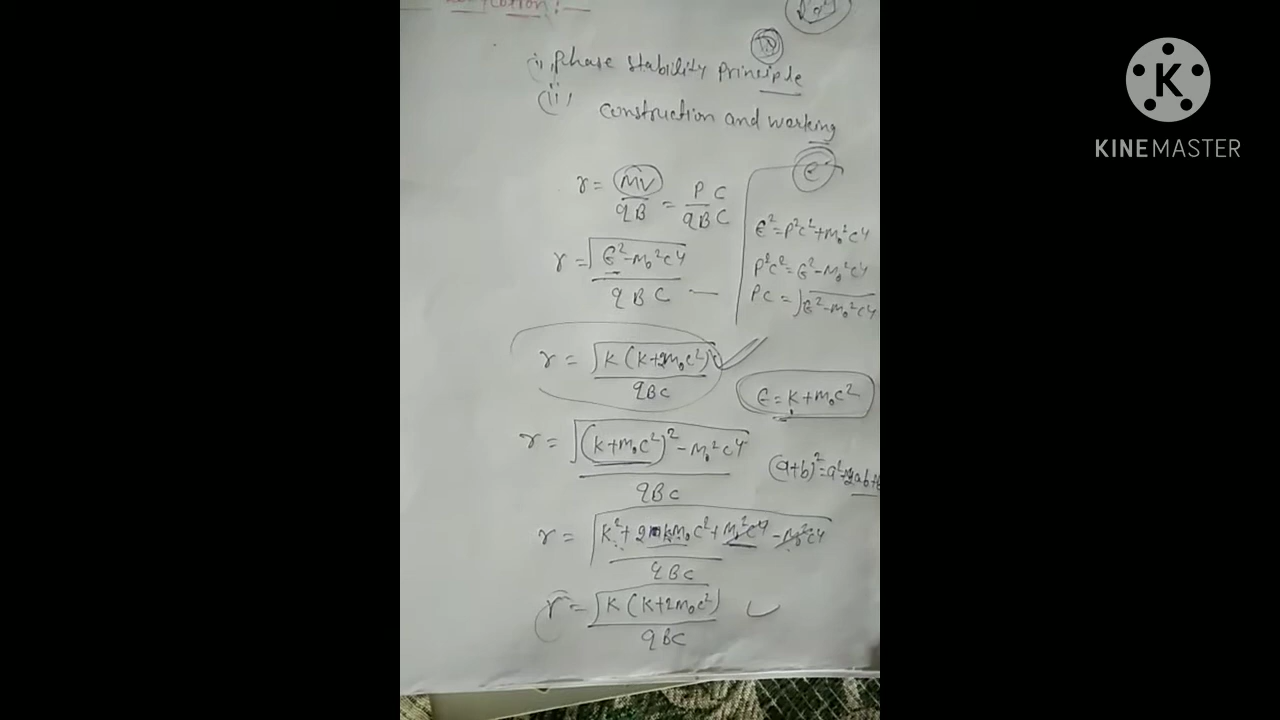 (i) Phase stability principle
(ii) construction and working
r = MV/qB = PC/qBC
r = √(E²-M₀²C⁴)/qBC
E² = P²C²+M₀²C⁴
P²C² = E²-M₀²C⁴
PC = √(E²-M₀²C⁴)
r = √(K(K+2M₀C²))/qBC
E = K+M₀C²
r = √((K+M₀C²)²-M₀²C⁴)/qBC
(a+b)² = a²+2ab+
r = √(K²+2KM₀C²+M₀²C⁴-M₀²C⁴)/qBC
r = √(K(K+2M₀C²))/qBC
K
KINEMASTER